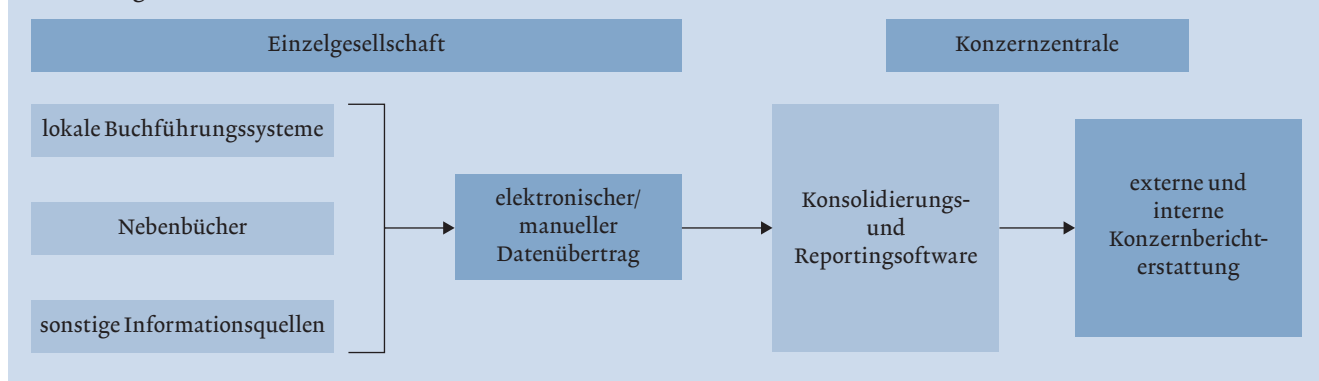 Einzelgesellschaft
Konzernzentrale
lokale Buchführungssysteme
Nebenbücher
sonstige Informationsquellen
elektronischer/
manueller
Datenübertrag
Konsolidierungs-
und
Reportingsoftware
externe und
interne
Konzernbericht-
erstattung